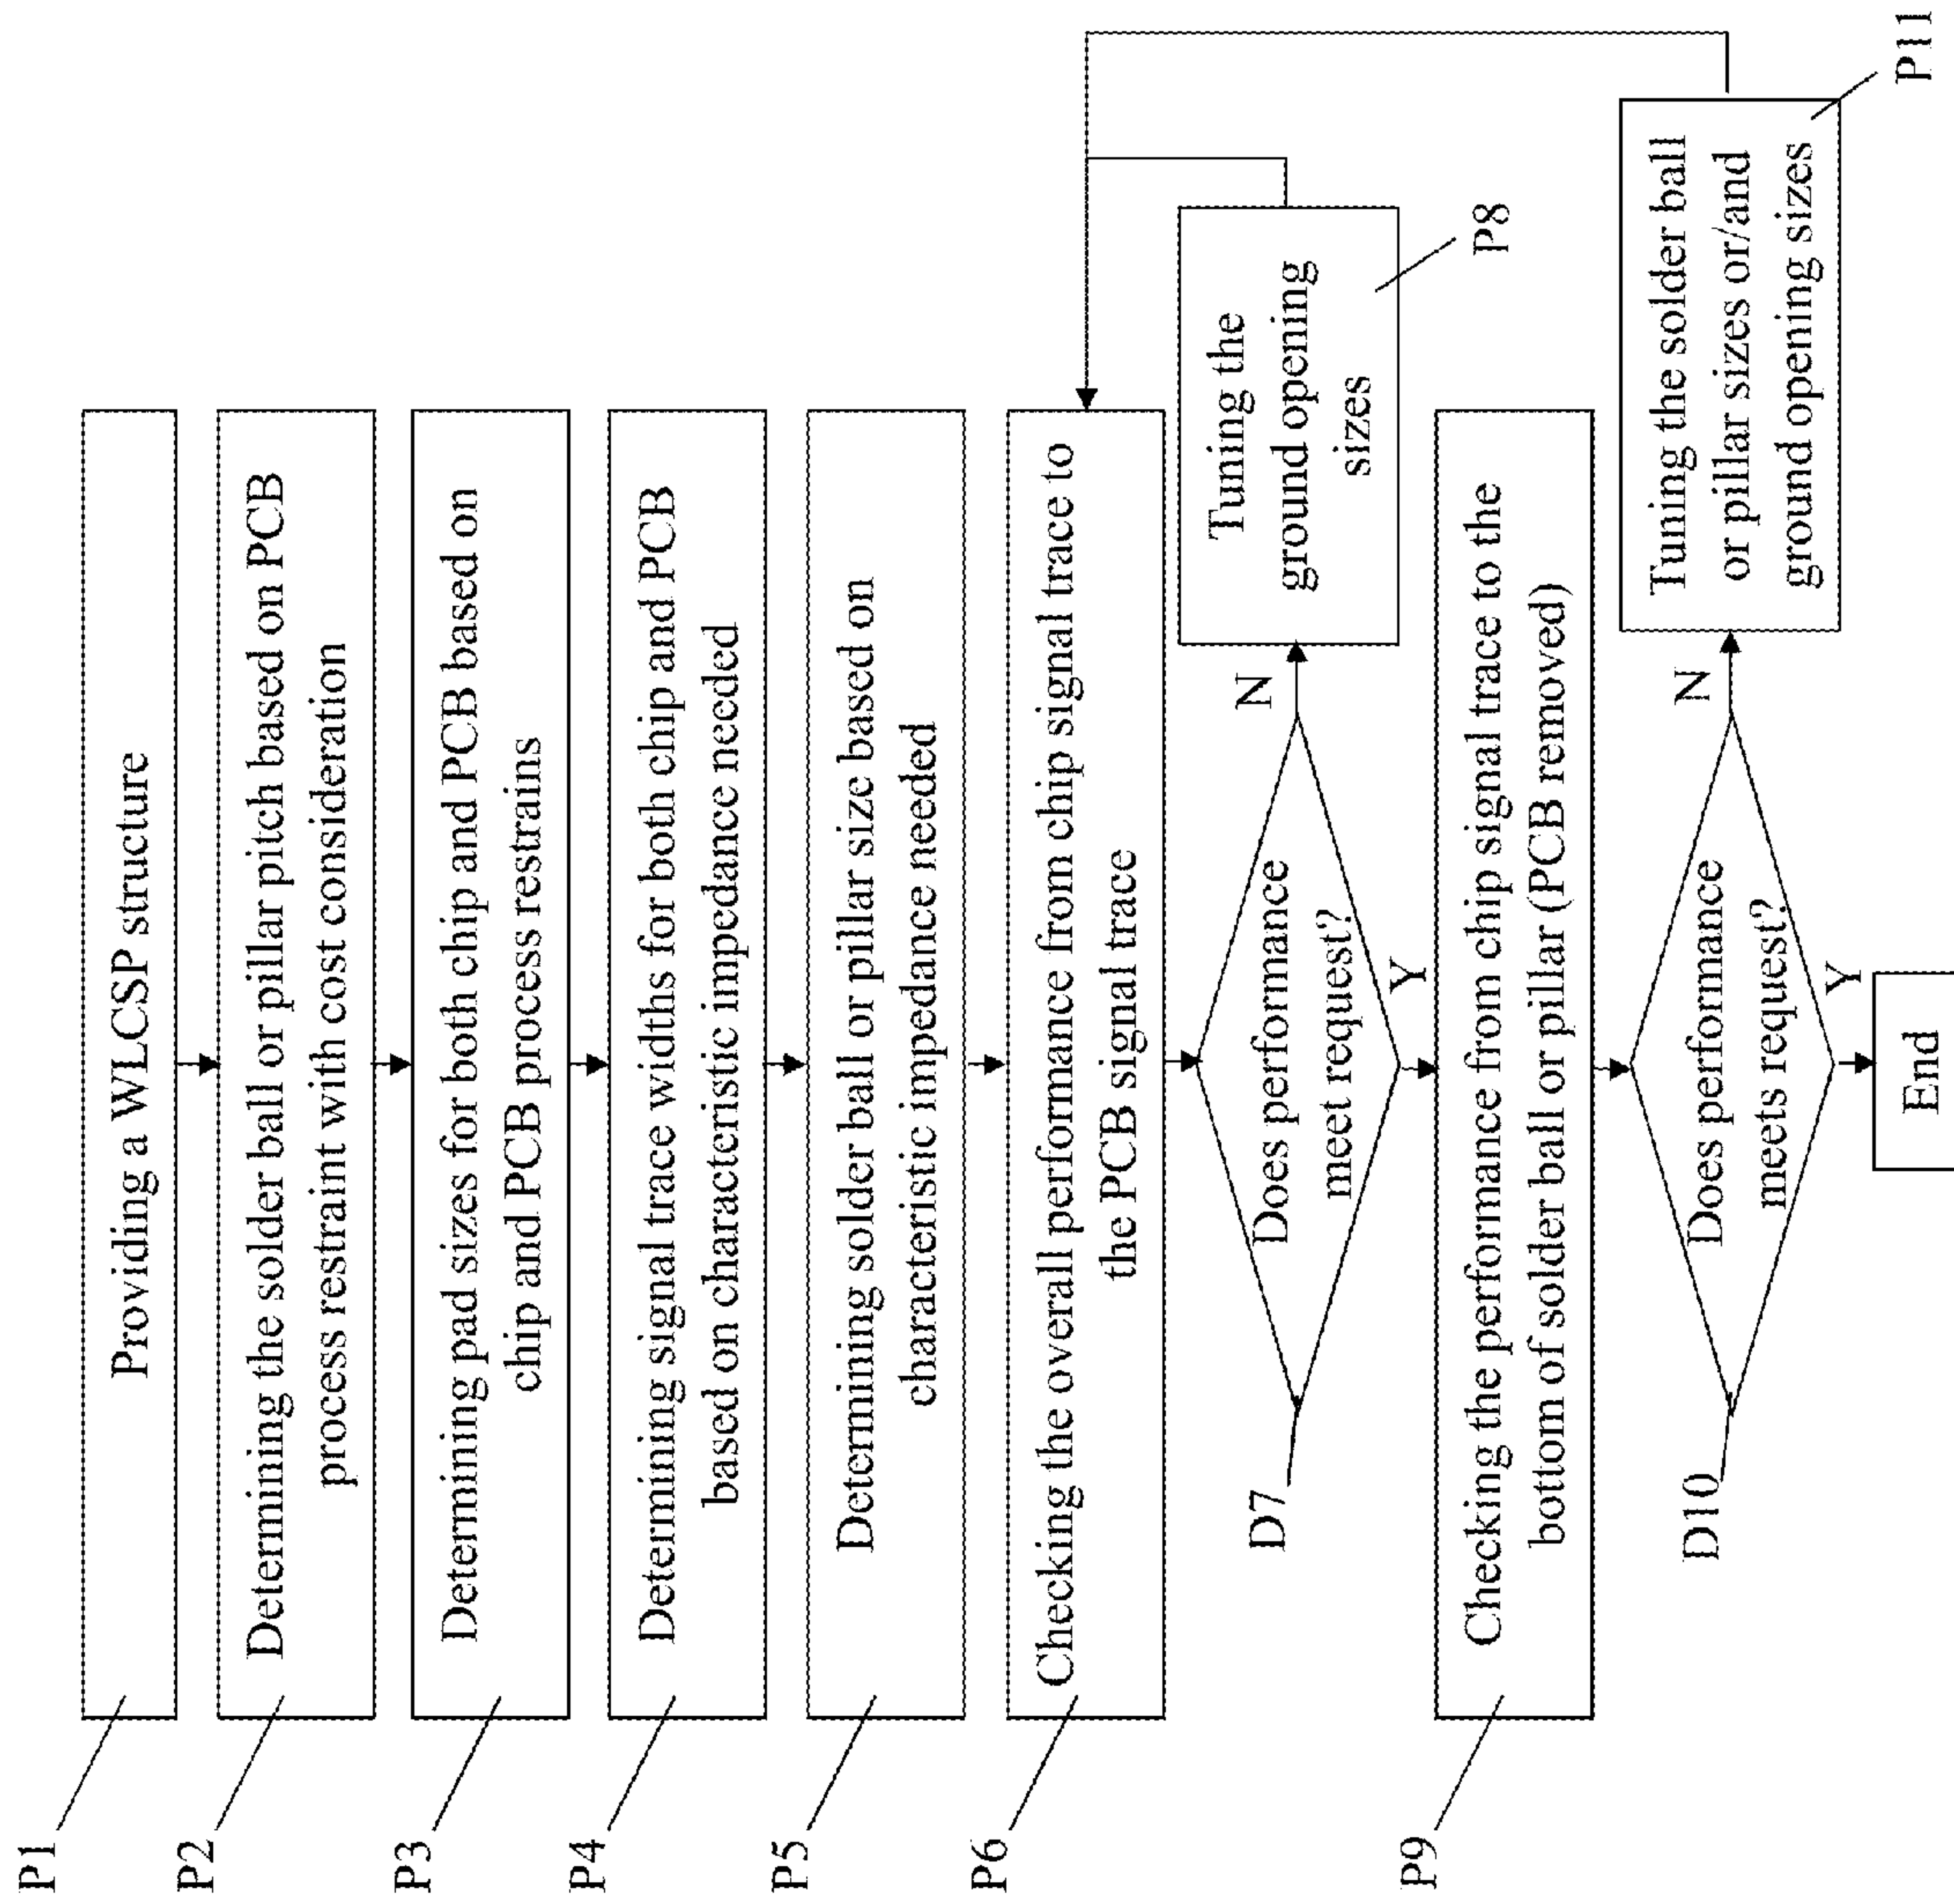 P1
Providing a WLCSP structure
P2
Determining the solder ball or pillar pitch based on PCB
process restraint with cost consideration
P3
Determining pad sizes for both chip and PCB based on
chip and PCB process restrains
P4
Determining signal trace widths for both chip and PCB
based on characteristic impedance needed
P5
Determining solder ball or pillar size based on
characteristic impedance needed
P6
Checking the overall performance from chip signal trace to
the PCB signal trace
D7
Does performance
meet request?
N
Y
Tuning the
ground opening
sizes
P8
P9
Checking the performance from chip signal trace to the
bottom of solder ball or pillar (PCB removed)
D10
Does performance
meets request?
N
Y
Tuning the solder ball
or pillar sizes or/and
ground opening sizes
P11
End